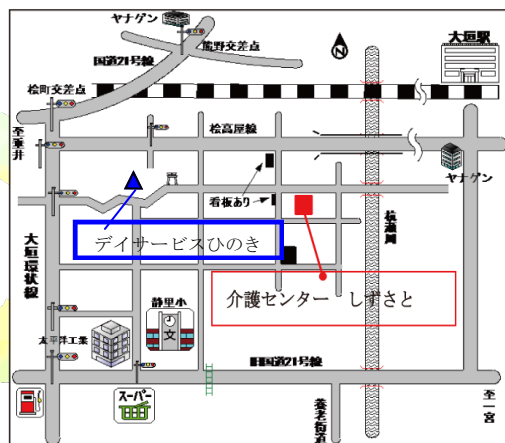 ヤナゲン
熊野交差点
国道21号線
大垣駅
N
桧町交差点
至垂井
桧高屋線
ヤナゲン
看板あり
デイサービスひのき
杭瀬川
大垣環状線
介護センター　しずさと
静里小
文
太平洋工業
旧国道21号線
スーパー
養老街道
至一宮